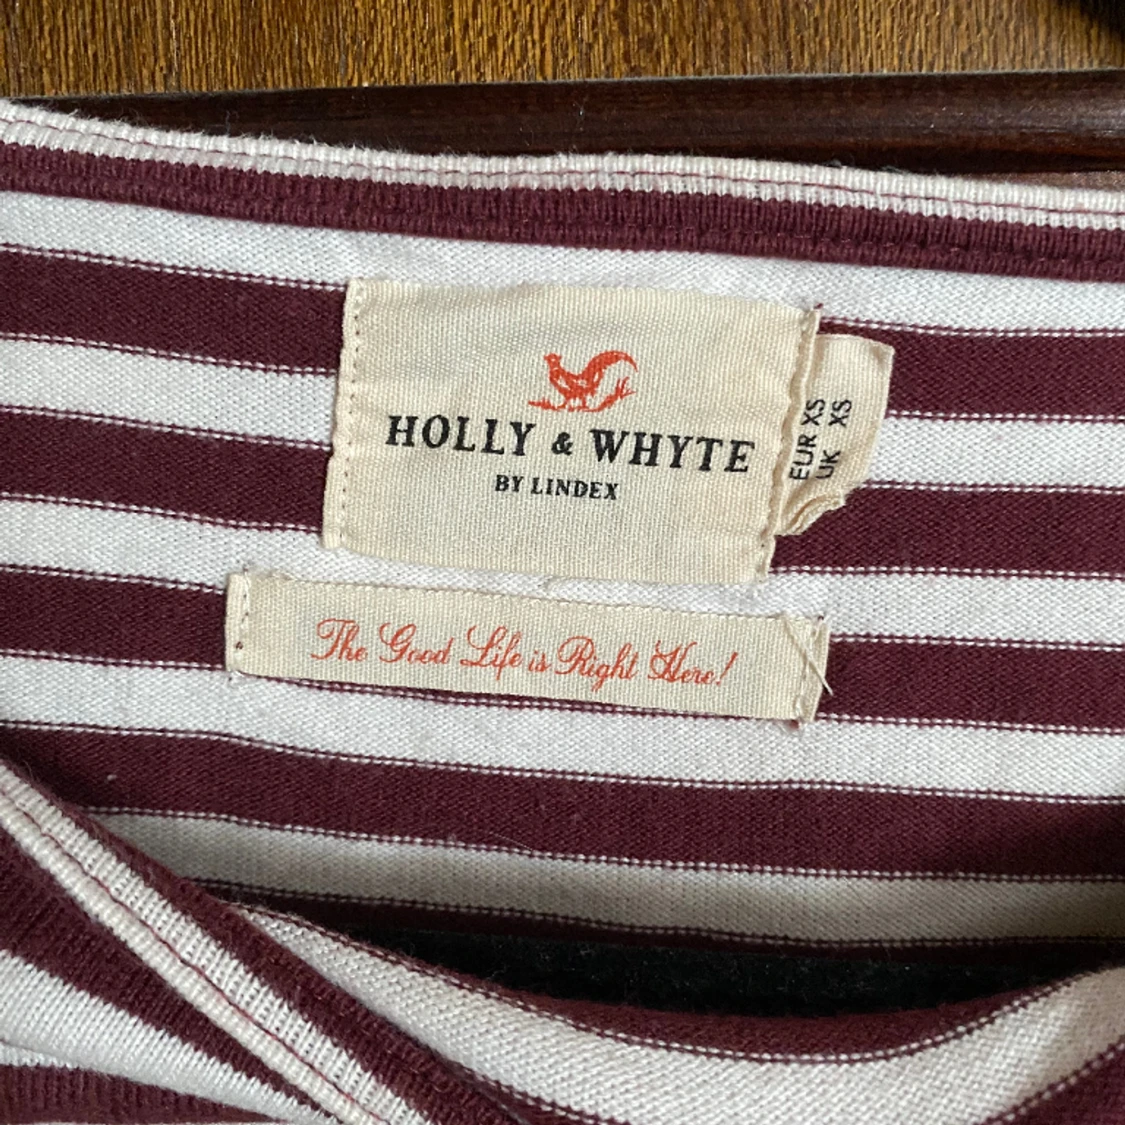 HOLLY & WHYTE
BY LINDEX
EUR XS
UK XS
The Good Life is Right Here!